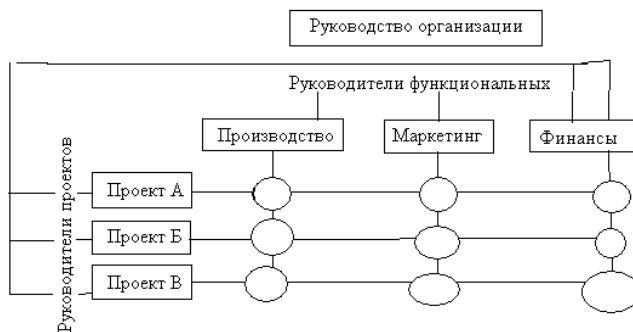 Руководство организации
Руководители функциональных
Производство
Маркетинг
Финансы
Руководители проектов
Проект А
Проект Б
Проект В